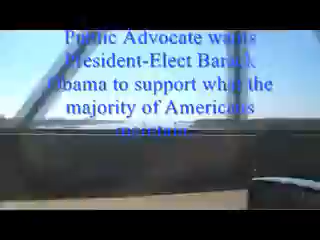 Public Advocate wants
President-Elect Barack
Obama to support what the
majority of Americans